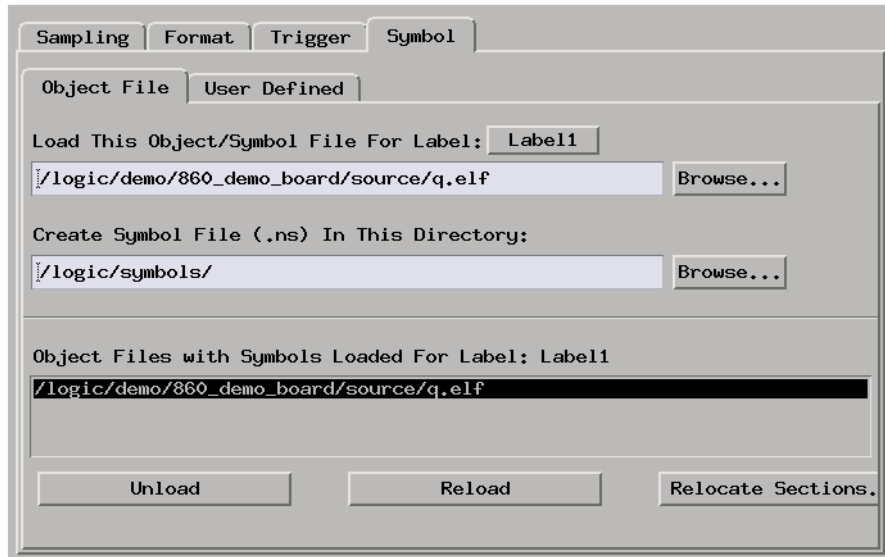 Sampling Format Trigger Symbol
Object File User Defined
Load This Object/Symbol File For Label: Label1
/logic/demo/860_demo_board/source/q.elf Browse...
Create Symbol File (.ns) In This Directory:
/logic/symbols/ Browse...
Object Files with Symbols Loaded For Label: Label1
/logic/demo/860_demo_board/source/q.elf
Unload Reload Relocate Sections.